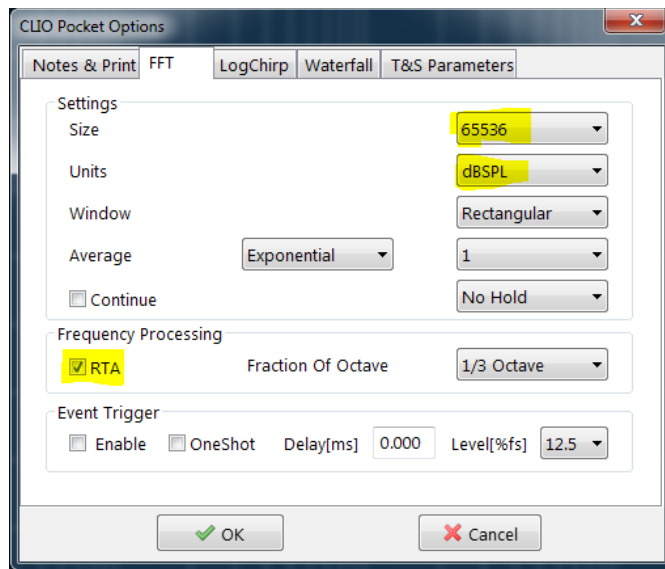 CLIO Pocket Options
Notes & Print FFT LogChirp Waterfall T&S Parameters
Settings
Size 65536
Units dBSPL
Window Rectangular
Average Exponential 1
Continue No Hold
Frequency Processing
RTA Fraction Of Octave 1/3 Octave
Event Trigger
Enable OneShot Delay[ms] 0.000 Level[%fs] 12.5
OK Cancel